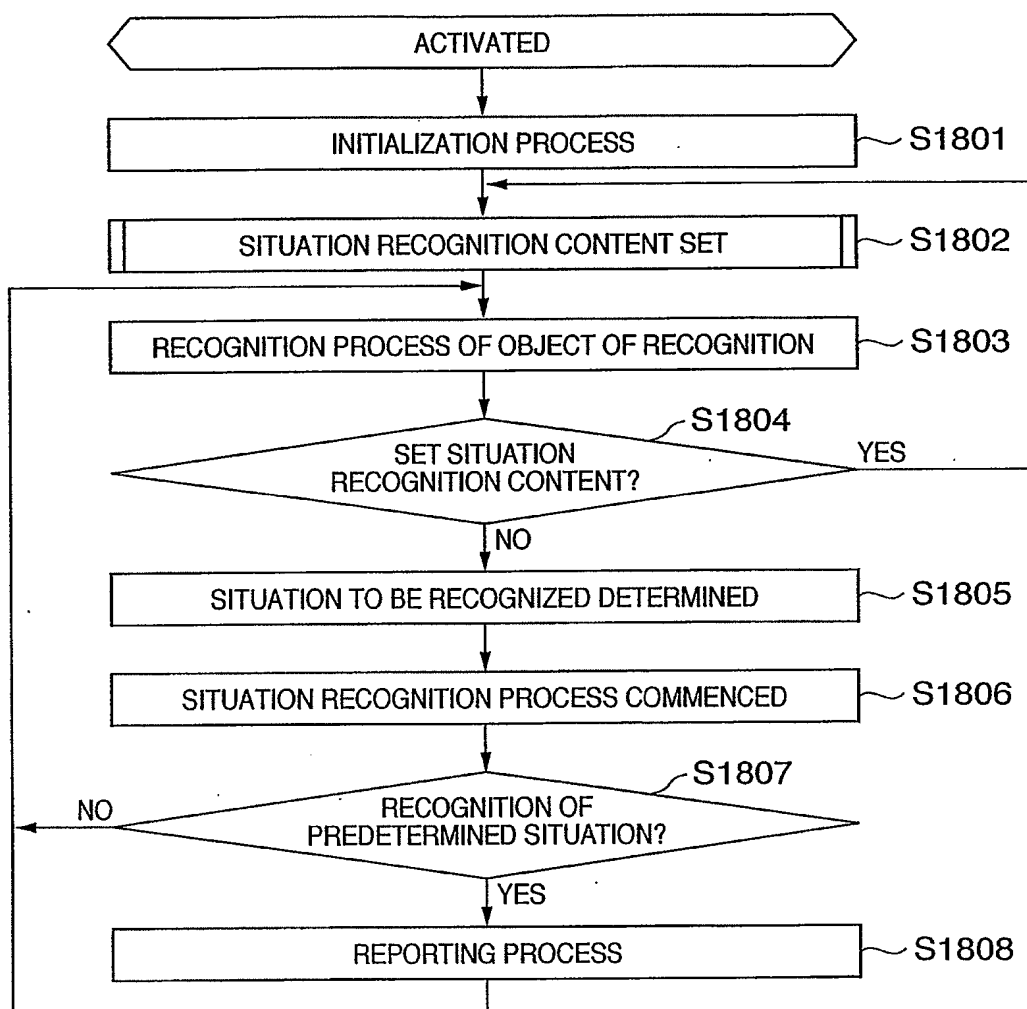 ACTIVATED
INITIALIZATION PROCESS
S1801
SITUATION RECOGNITION CONTENT SET
S1802
RECOGNITION PROCESS OF OBJECT OF RECOGNITION
S1803
S1804
SET SITUATION
RECOGNITION CONTENT?
YES
NO
SITUATION TO BE RECOGNIZED DETERMINED
S1805
SITUATION RECOGNITION PROCESS COMMENCED
S1806
S1807
RECOGNITION OF
PREDETERMINED SITUATION?
NO
YES
REPORTING PROCESS
S1808